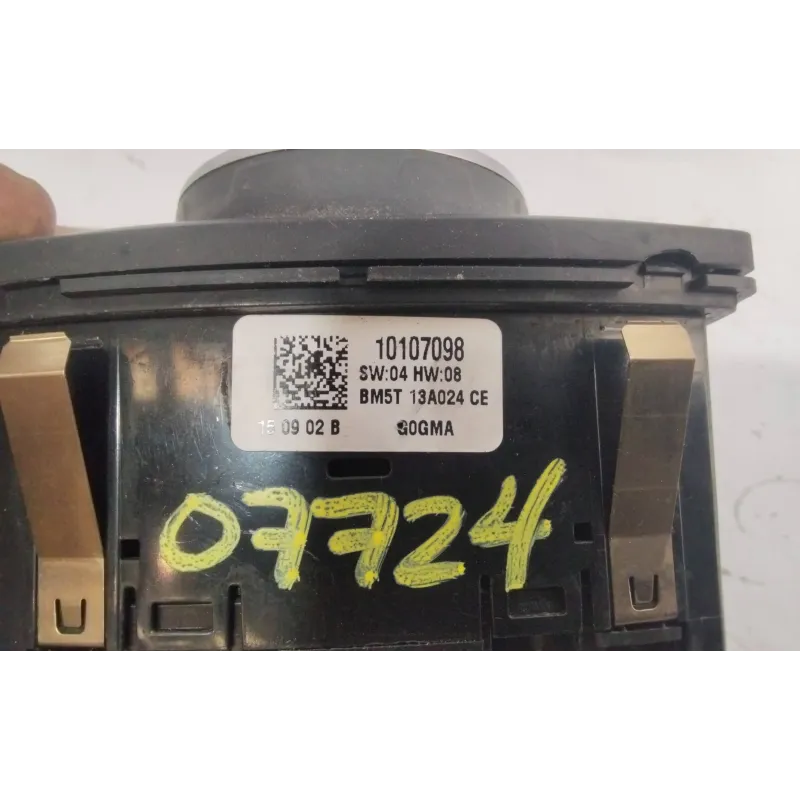 10107098
SW:04 HW:08
BM5T 13A024 CE
15 09 02 B G0GMA
07724